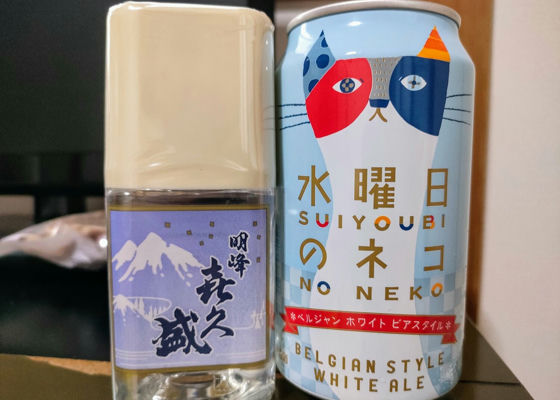 明峰
喜久盛
水曜日
SUIYOUBI
のネコ
NO NEKO
ベルジャン ホワイト ビアスタイル
BELGIAN STYLE
WHITE ALE